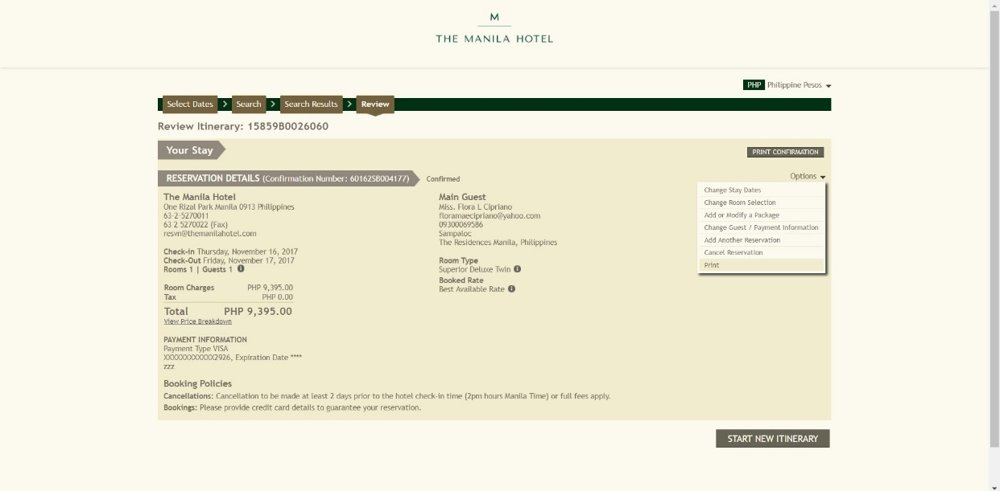 M
THE MANILA HOTEL
PHP Philippine Pesos
Select Dates Search Search Results Review
Review Itinerary: 15859B0026060
Your Stay
PRINT CONFIRMATION
RESERVATION DETAILS (Confirmation Number: 60162SB004177) Confirmed
Options
Change Stay Dates
Change Room Selection
Add or Modify a Package
Change Guest / Payment Information
Add Another Reservation
Cancel Reservation
Print
The Manila Hotel
One Rizal Park Manila 0913 Philippines
63-2-5270011
63 2 5270022 (Fax)
resvn@themanilahotel.com
Check-in Thursday, November 16, 2017
Check-Out Friday, November 17, 2017
Rooms 1 | Guests 1
Room Charges PHP 9,395.00
Tax PHP 0.00
Total PHP 9,395.00
View Price Breakdown
Main Guest
Miss. Flora L Cipriano
floramaecipriano@yahoo.com
09300069586
Sampaloc
The Residences Manila, Philippines
Room Type
Superior Deluxe Twin
Booked Rate
Best Available Rate
PAYMENT INFORMATION
Payment Type VISA
XXXXXXXXXXXX2926, Expiration Date ****
zzz
Booking Policies
Cancellations: Cancellation to be made at least 2 days prior to the hotel check-in time (2pm hours Manila Time) or full fees apply.
Bookings: Please provide credit card details to guarantee your reservation.
START NEW ITINERARY